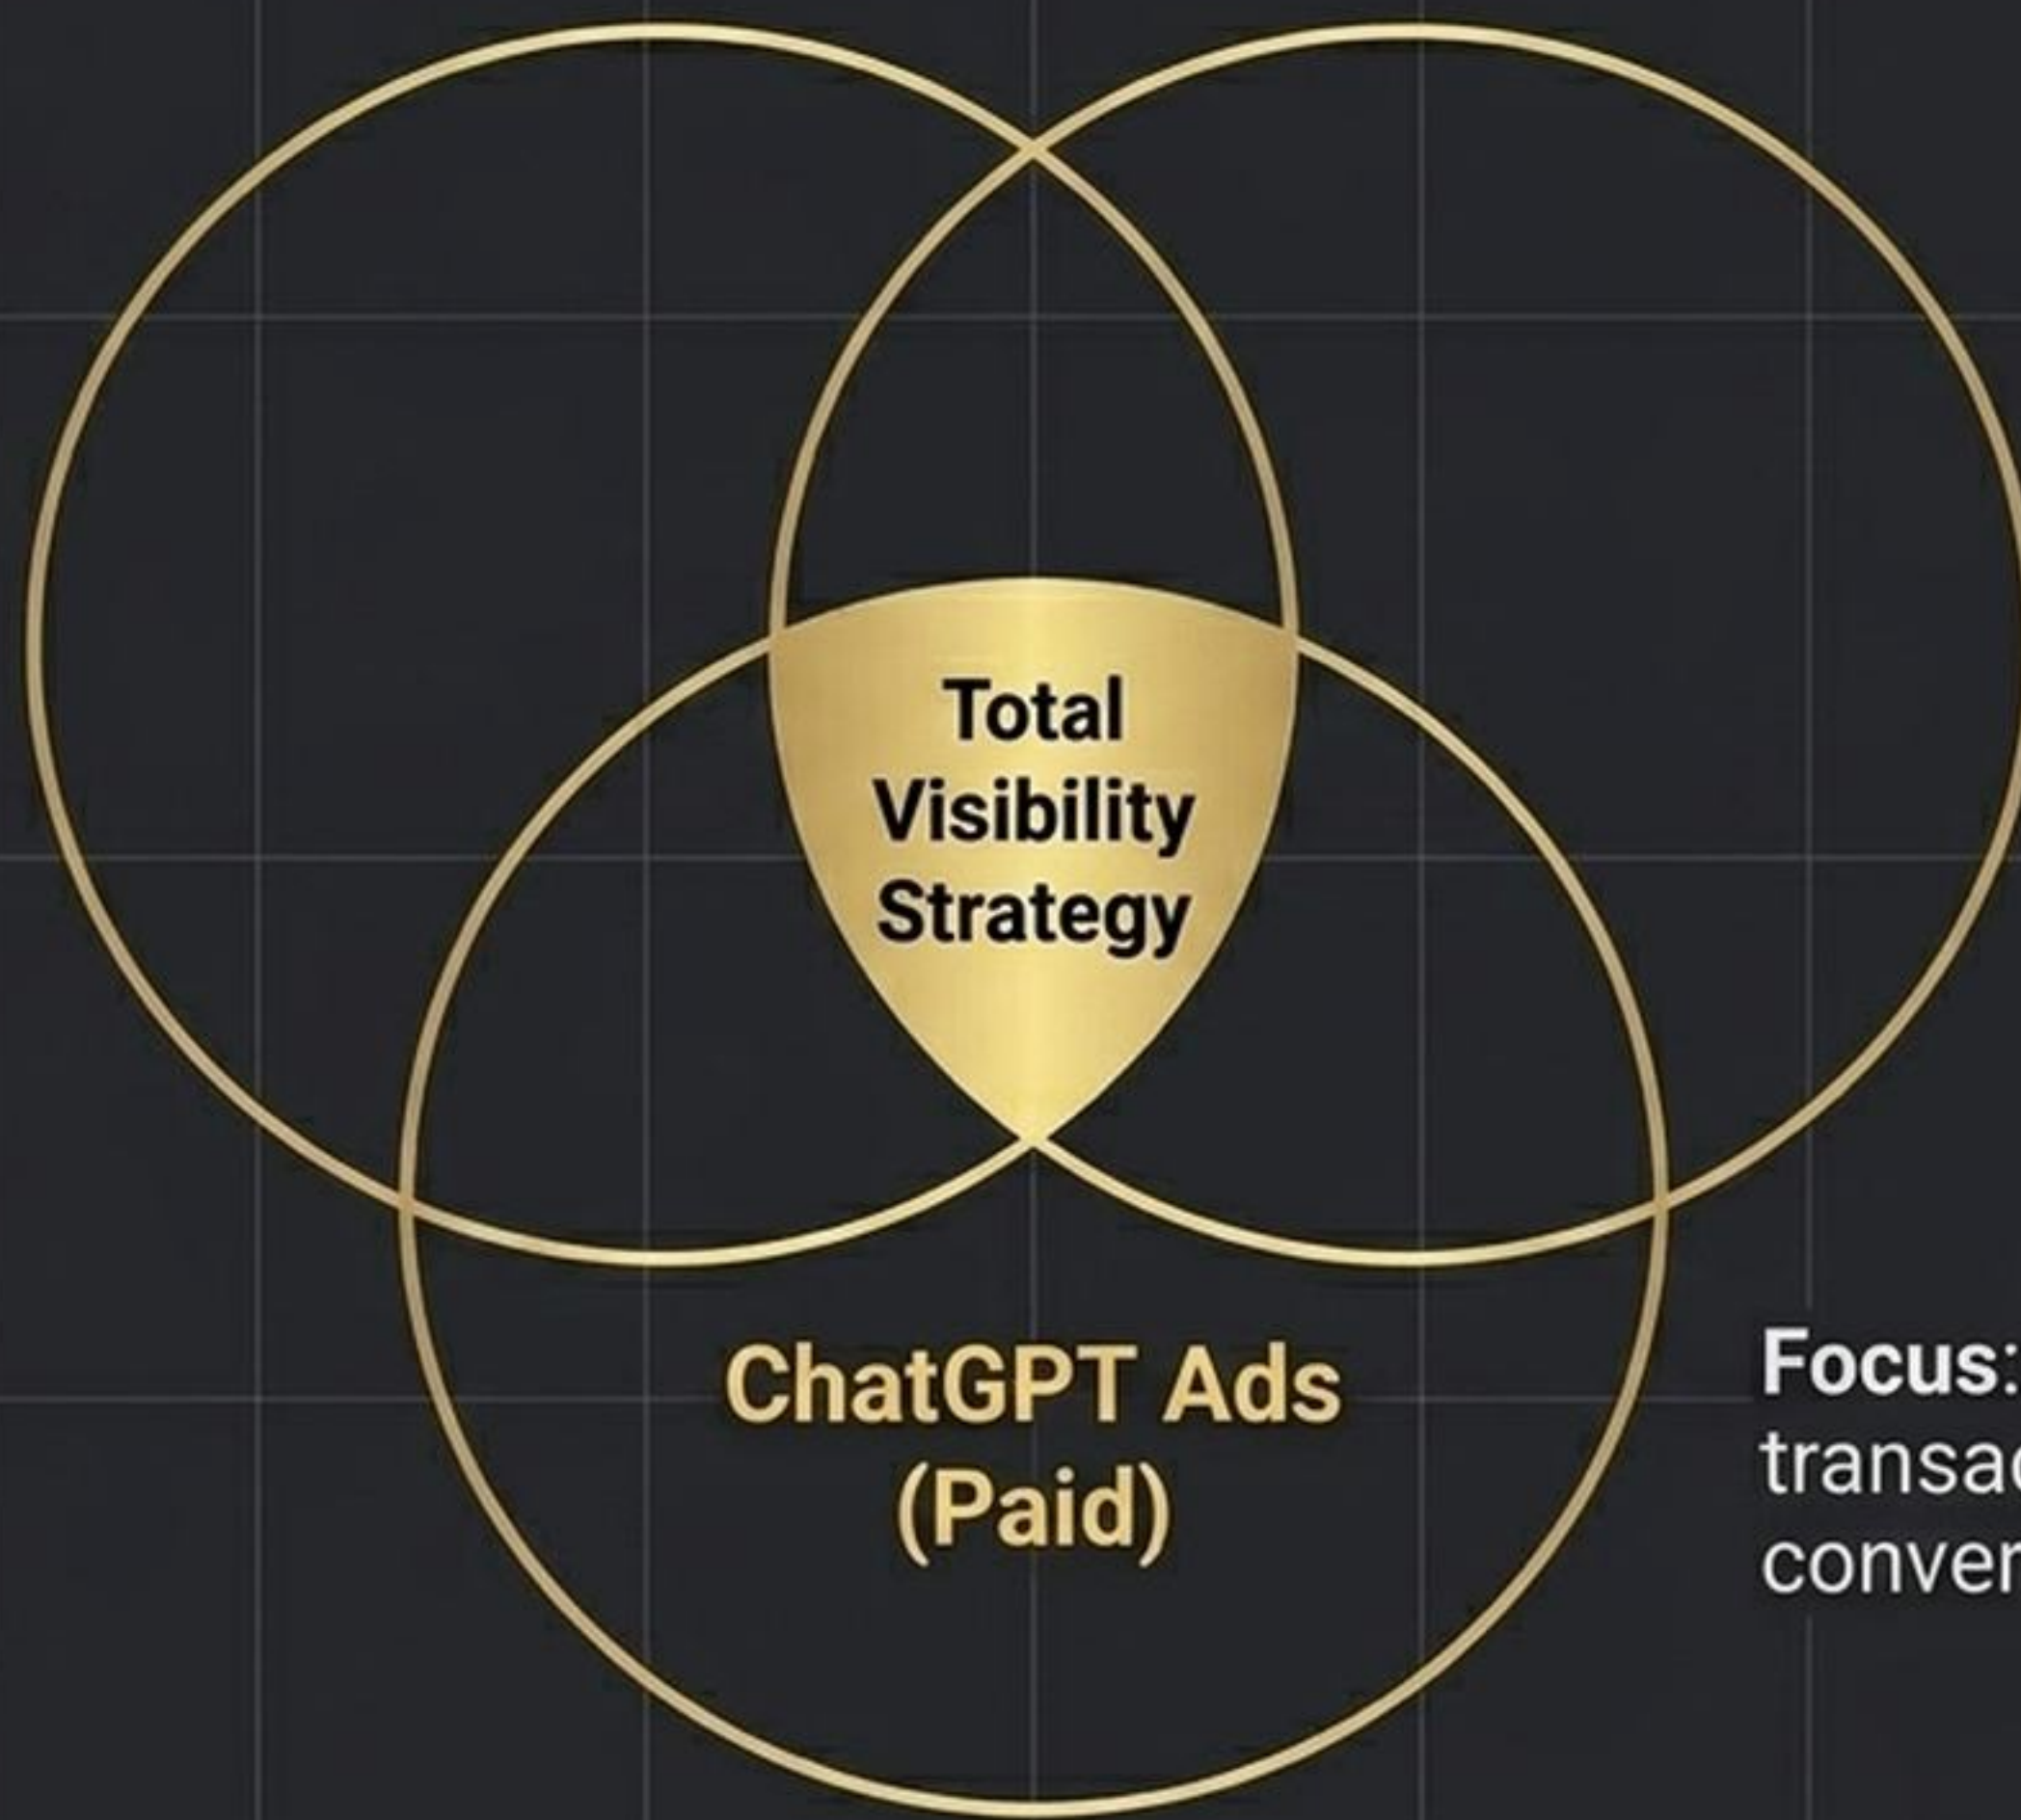 Total
Visibility
Strategy
ChatGPT Ads
(Paid)
Focus: